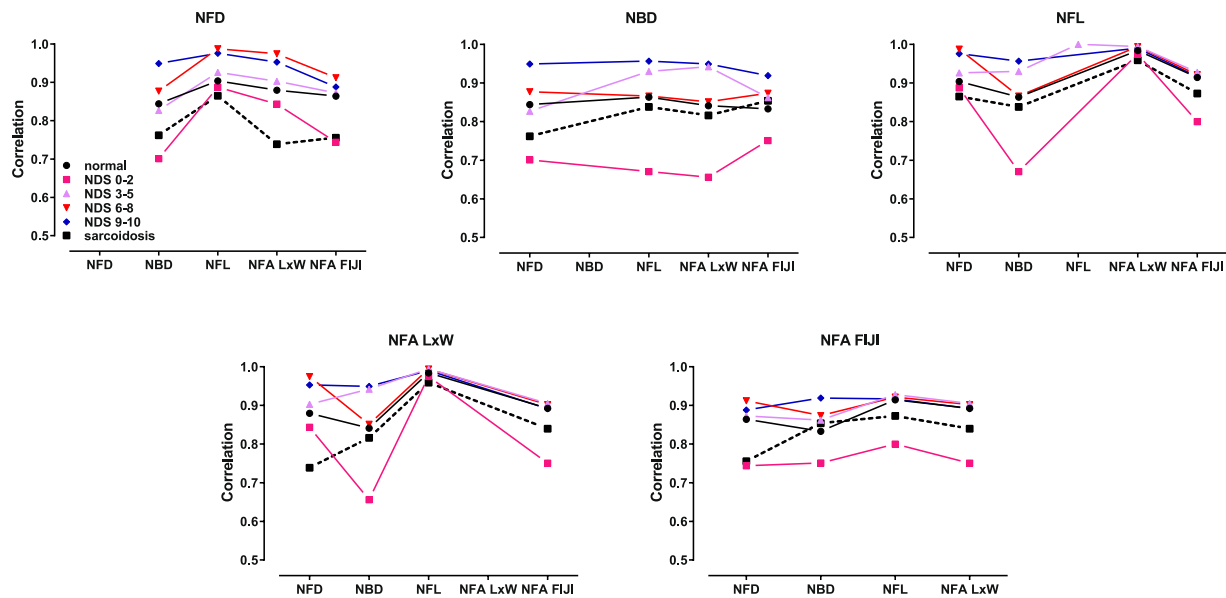 NFD
1.0
0.9
0.8
0.7
0.6
0.5
Correlation
normal
NDS 0-2
NDS 3-5
NDS 6-8
NDS 9-10
sarcoidosis
NFD NBD NFL NFA LxW NFA FIJI
NBD
1.0
0.9
0.8
0.7
0.6
0.5
Correlation
NFD NBD NFL NFA LxW NFA FIJI
NFL
1.0
0.9
0.8
0.7
0.6
0.5
Correlation
NFD NBD NFL NFA LxW NFA FIJI
NFA LxW
1.0
0.9
0.8
0.7
0.6
0.5
Correlation
NFD NBD NFL NFA LxW NFA FIJI
NFA FIJI
1.0
0.9
0.8
0.7
0.6
0.5
Correlation
NFD NBD NFL NFA LxW